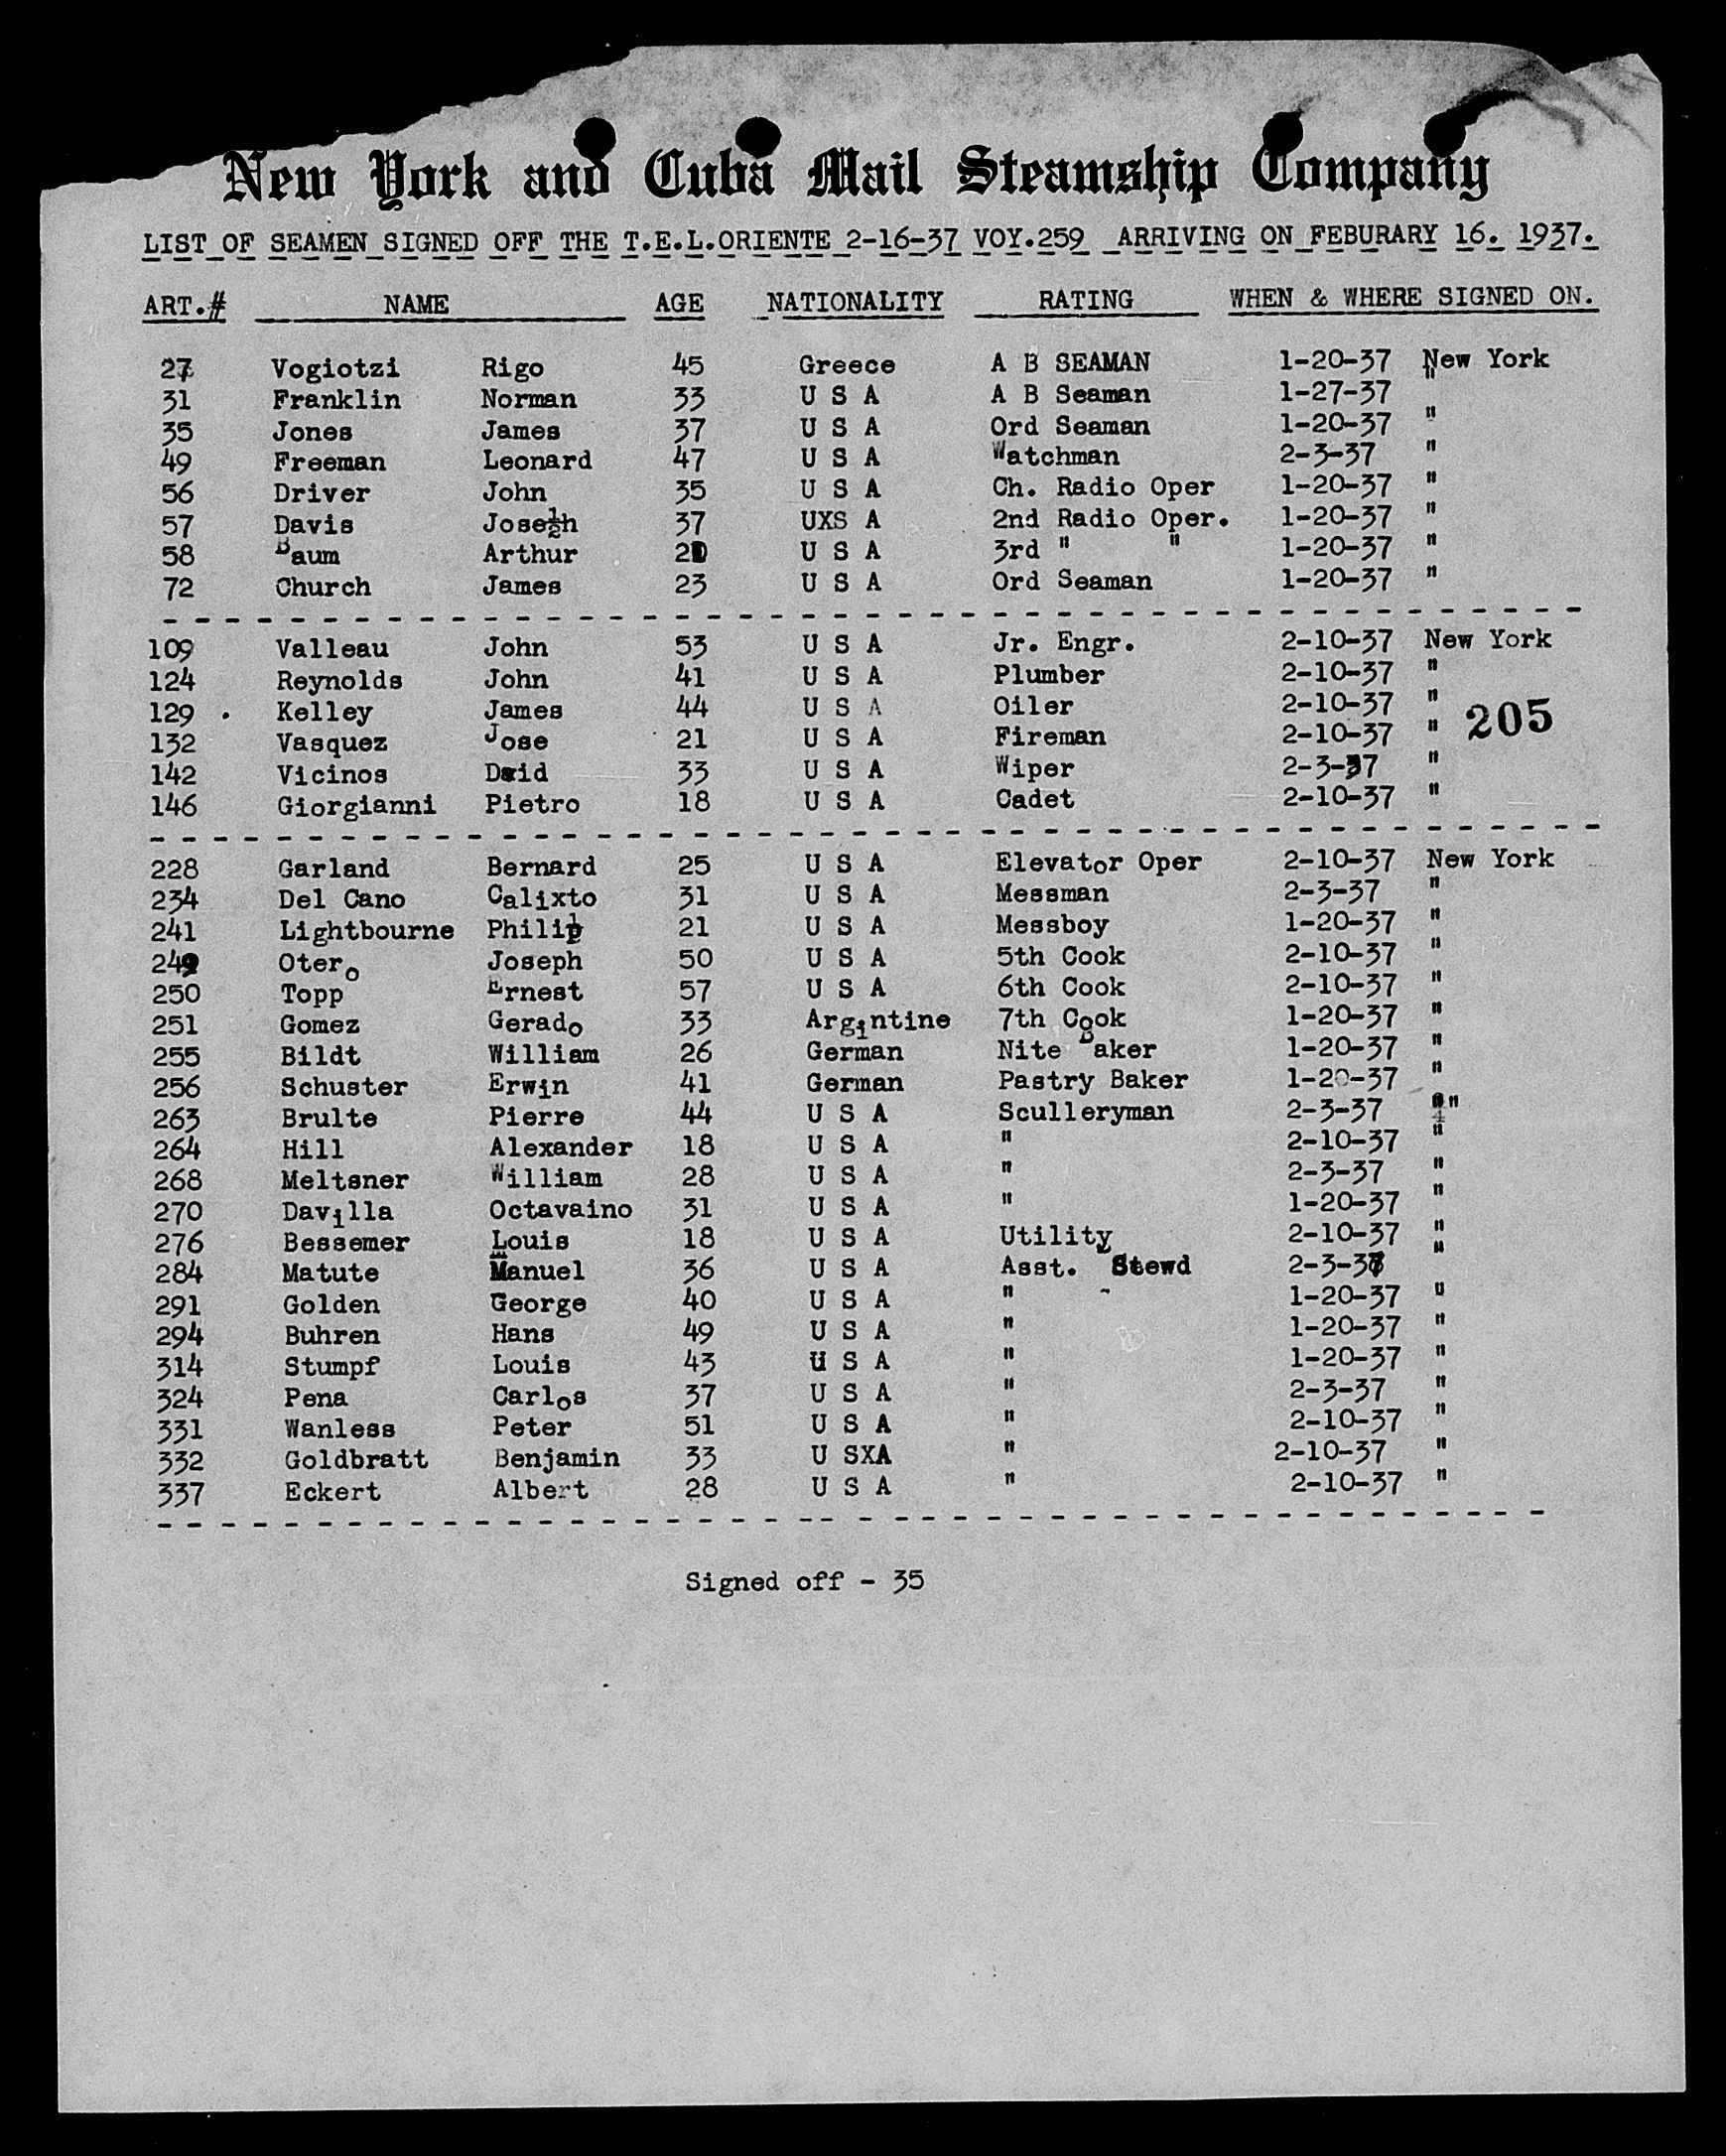 New York and Cuba Mail Steamship Company
LIST OF SEAMEN SIGNED OFF THE T.E.L.ORIENTE 2-16-37 VOY.259 ARRIVING ON FEBURARY 16. 1937.
ART.# NAME AGE NATIONALITY RATING WHEN & WHERE SIGNED ON.
27 Vogiotzi Rigo 45 Greece A B SEAMAN 1-20-37 New York
31 Franklin Norman 33 U S A A B Seaman 1-27-37 "
35 Jones James 37 U S A Ord Seaman 1-20-37 "
49 Freeman Leonard 47 U S A Watchman 2-3-37 "
56 Driver John 35 U S A Ch. Radio Oper 1-20-37 "
57 Davis Joseph 37 UXS A 2nd Radio Oper. 1-20-37 "
58 Baum Arthur U S A 3rd " " 1-20-37 "
72 Church James 23 U S A Ord Seaman 1-20-37 "
109 Valleau John 53 U S A Jr. Engr. 2-10-37 New York
124 Reynolds John 41 U S A Plumber 2-10-37 "
129 . Kelley James 44 U S A Oiler 2-10-37 " 205
132 Vasquez Jose 21 U S A Fireman 2-10-37 "
142 Vicinos 33 U S A Wiper 2-3-37 "
146 Giorgianni Pietro 18 U S A Cadet 2-10-37 "
228 Garland Bernard 25 U S A Elevator Oper 2-10-37 New York
234 Del Cano Calixto 31 U S A Messman 2-3-37 "
241 Lightbourne Philip 21 U S A Messboy 1-20-37 "
249 Otero Joseph 50 U S A 5th Cook 2-10-37 "
250 Topp Ernest 57 U S A 6th Cook 2-10-37 "
251 Gomez Gerado 33 Argintine 7th Cook 1-20-37 "
255 Bildt William 26 German Nite Baker 1-20-37 "
256 Schuster Erwin 41 German Pastry Baker 1-20-37 "
263 Brulte Pierre 44 U S A Sculleryman 2-3-37 "
264 Hill Alexander 18 U S A " 2-10-37 "
268 Meltsner William 28 U S A " 2-3-37 "
270 Davilla Octavaino 31 U S A " 1-20-37 "
276 Bessemer Louis 18 U S A Utility 2-10-37 "
284 Matute Manuel 36 U S A Asst. Stewd 2-3-37 "
291 Golden George 40 U S A " 1-20-37 "
294 Buhren Hans 49 U S A " 1-20-37 "
314 Stumpf Louis 43 U S A " 1-20-37 "
324 Pena Carlos 37 U S A " 2-3-37 "
331 Wanless Peter 51 U S A " 2-10-37 "
332 Goldbratt Benjamin 33 U SXA " 2-10-37 "
337 Eckert Albert 28 U S A " 2-10-37 "
Signed off - 35